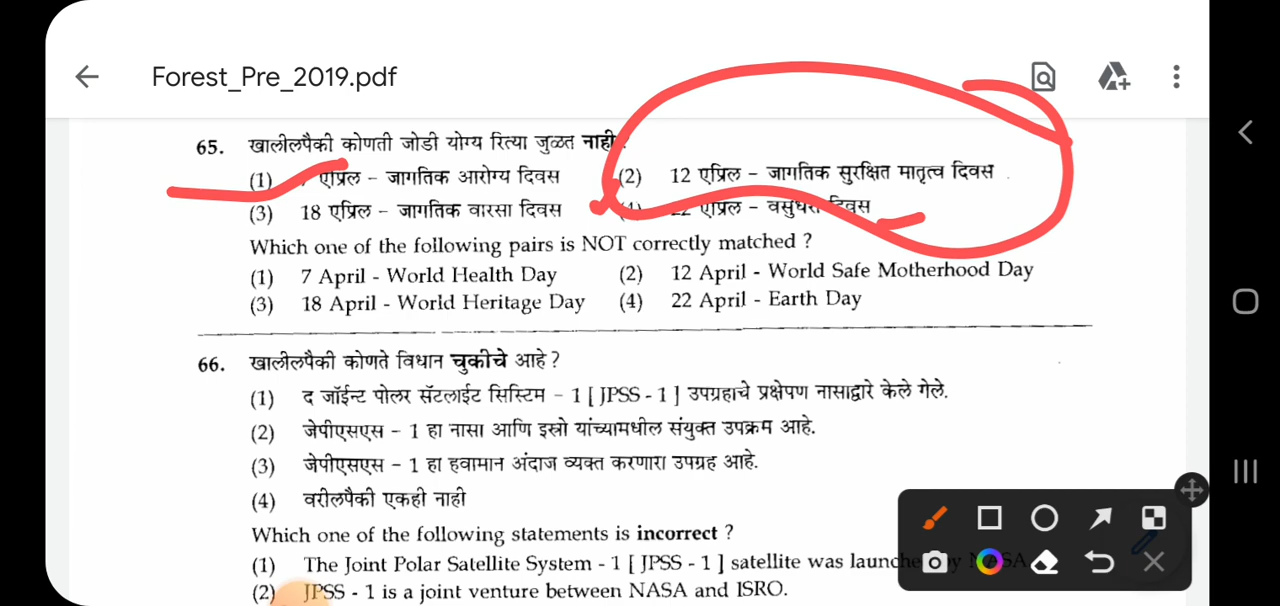 Forest_Pre_2019.pdf
65. खालीलपैकी कोणती जोडी योग्य रित्या जुळत नाही
(1) एप्रिल - जागतिक आरोग्य दिवस (2) 12 एप्रिल - जागतिक सुरक्षित मातृत्व दिवस
(3) 18 एप्रिल - जागतिक वारसा दिवस (4) 22 एप्रिल - वसुंधरा दिवस
Which one of the following pairs is NOT correctly matched ?
(1) 7 April - World Health Day (2) 12 April - World Safe Motherhood Day
(3) 18 April - World Heritage Day (4) 22 April - Earth Day
66. खालीलपैकी कोणते विधान चुकीचे आहे ?
(1) द जॉईन्ट पोलर सॅटलाईट सिस्टिम - 1 [ JPSS - 1 ] उपग्रहाचे प्रक्षेपण नासाद्वारे केले गेले.
(2) जेपीएसएस - 1 हा नासा आणि इस्रो यांच्यामधील संयुक्त उपक्रम आहे.
(3) जेपीएसएस - 1 हा हवामान अंदाज व्यक्त करणारा उपग्रह आहे.
(4) वरीलपैकी एकही नाही
Which one of the following statements is incorrect ?
(1) The Joint Polar Satellite System - 1 [ JPSS - 1 ] satellite was launched by NASA
(2) JPSS - 1 is a joint venture between NASA and ISRO.